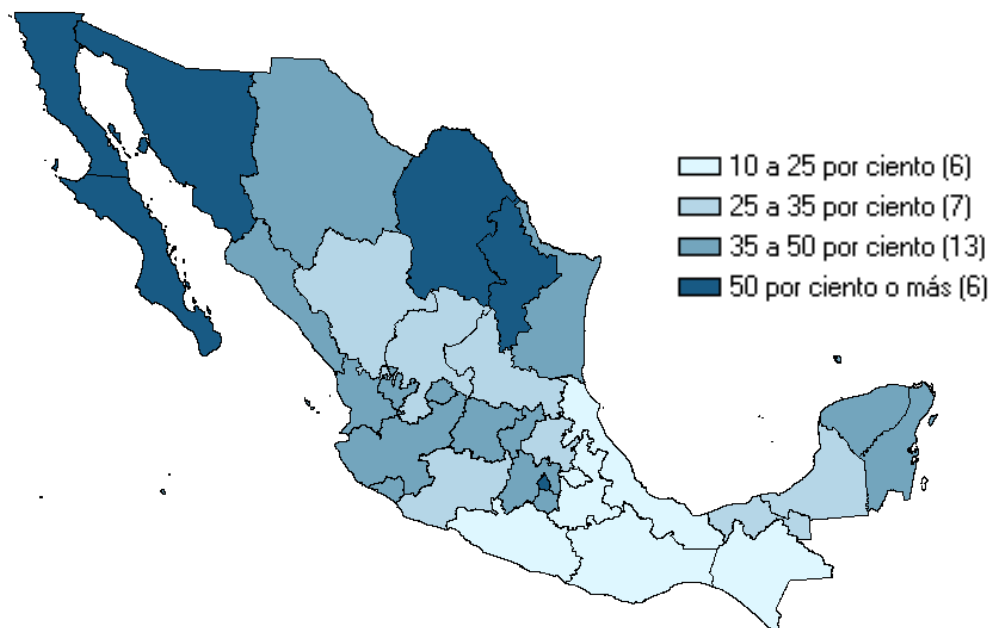 10 a 25 por ciento (6)
25 a 35 por ciento (7)
35 a 50 por ciento (13)
50 por ciento o más (6)